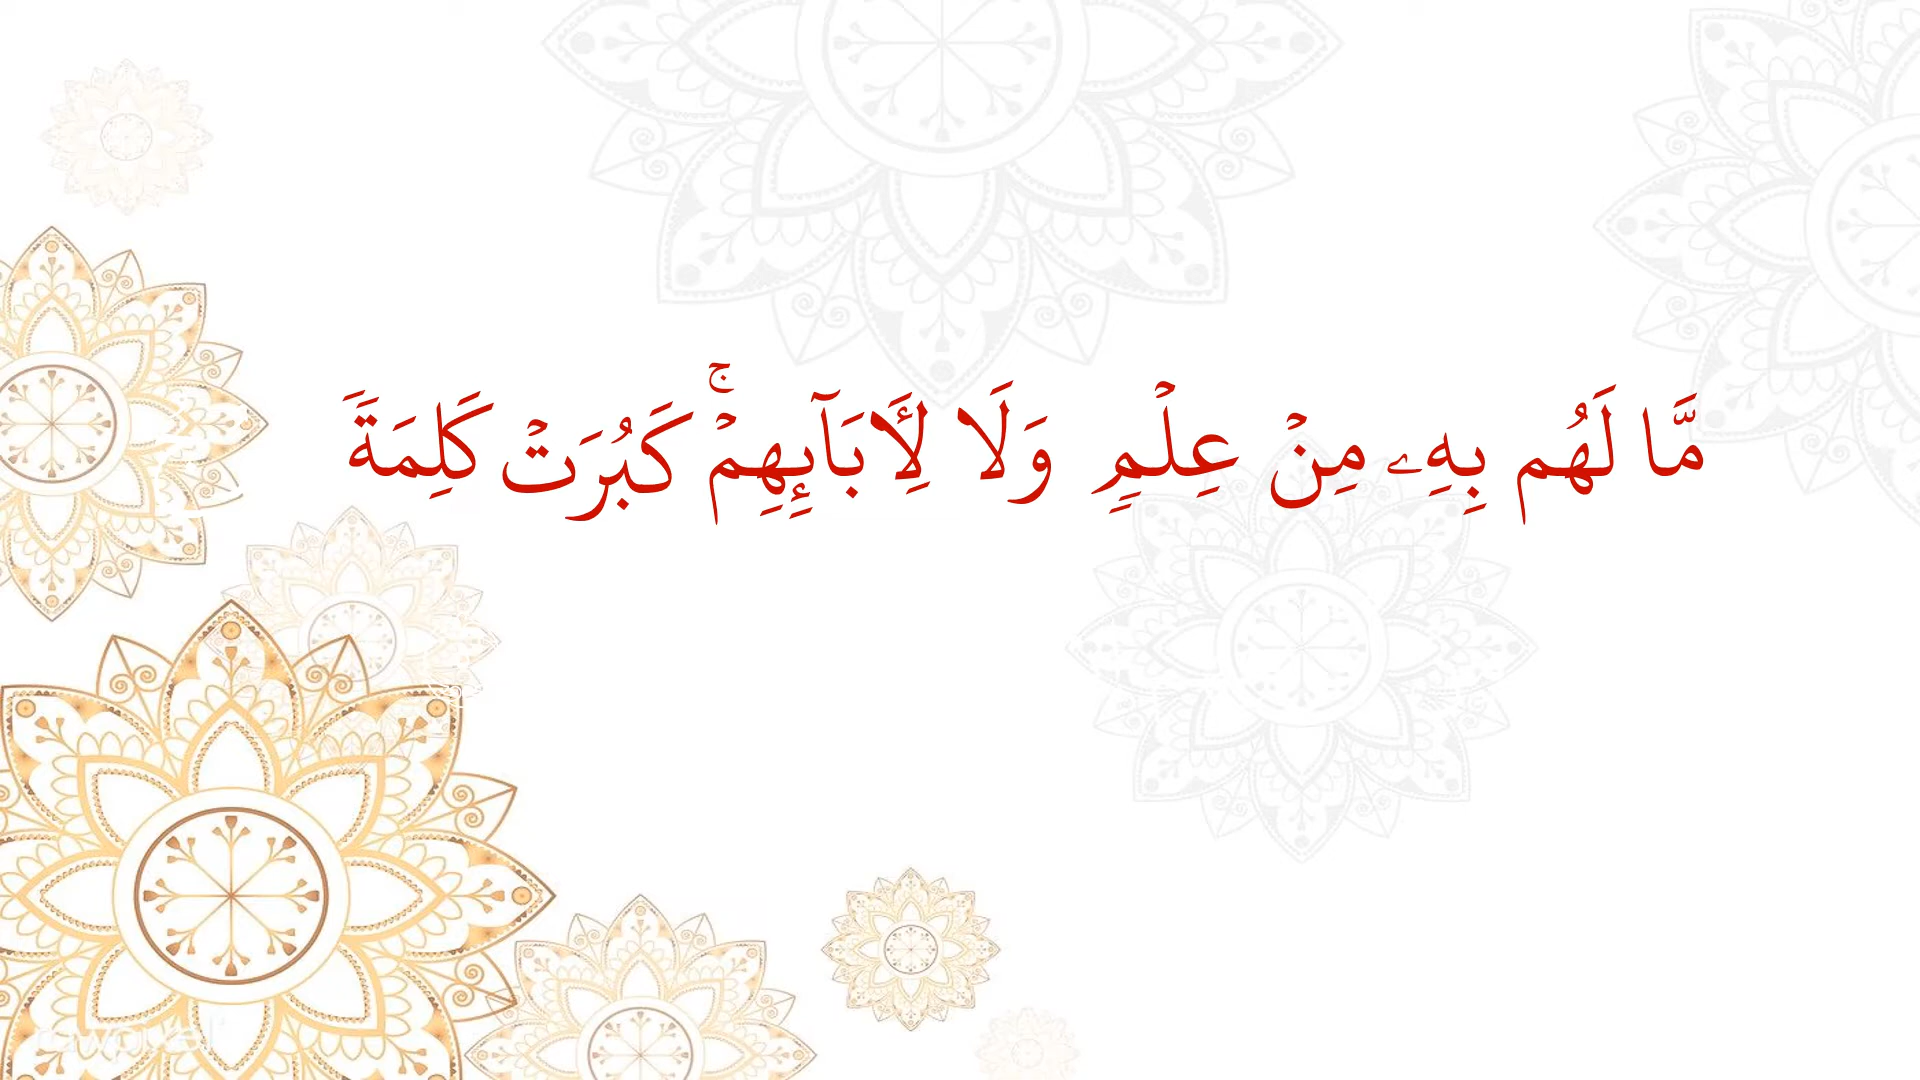 مَّا لَهُم بِهِۦ مِنۡ عِلۡمٖ وَلَا لِأَٓبَآئِهِمۡۚ كَبُرَتۡ كَلِمَةٗ